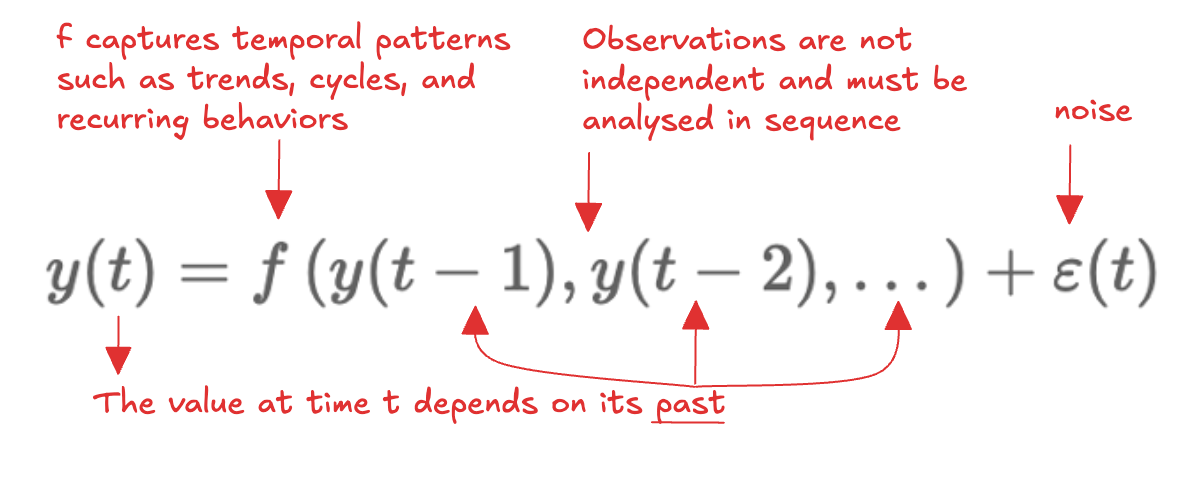 f captures temporal patterns
such as trends, cycles, and
recurring behaviors
Observations are not
independent and must be
analysed in sequence
noise
y(t) = f (y(t − 1), y(t − 2), . . . ) + ε(t)
The value at time t depends on its past